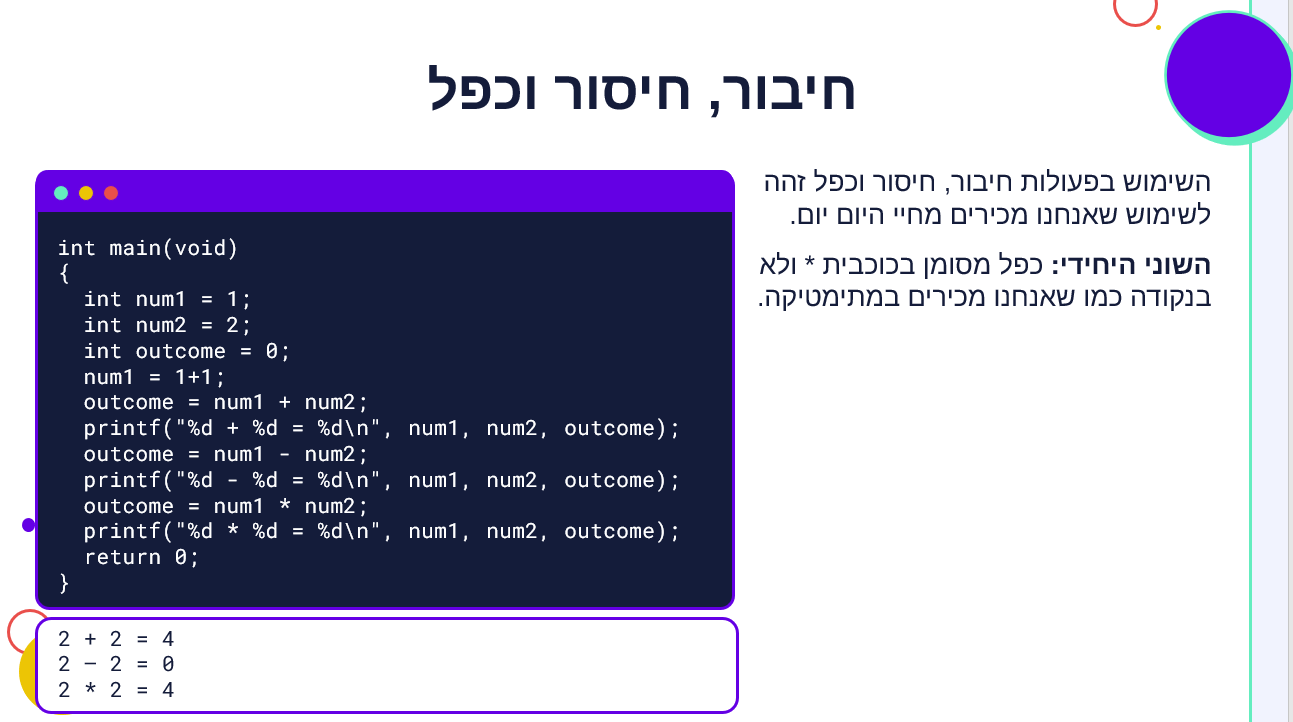 חיבור, חיסור וכפל
השימוש בפעולות חיבור, חיסור וכפל זהה
לשימוש שאנחנו מכירים מחיי היום יום.
השוני היחידי: כפל מסומן בכוכבית * ולא
בנקודה כמו שאנחנו מכירים במתימטיקה.
int main(void)
{
  int num1 = 1;
  int num2 = 2;
  int outcome = 0;
  num1 = 1+1;
  outcome = num1 + num2;
  printf("%d + %d = %d\n", num1, num2, outcome);
  outcome = num1 - num2;
  printf("%d - %d = %d\n", num1, num2, outcome);
  outcome = num1 * num2;
  printf("%d * %d = %d\n", num1, num2, outcome);
  return 0;
}
2 + 2 = 4
2 – 2 = 0
2 * 2 = 4